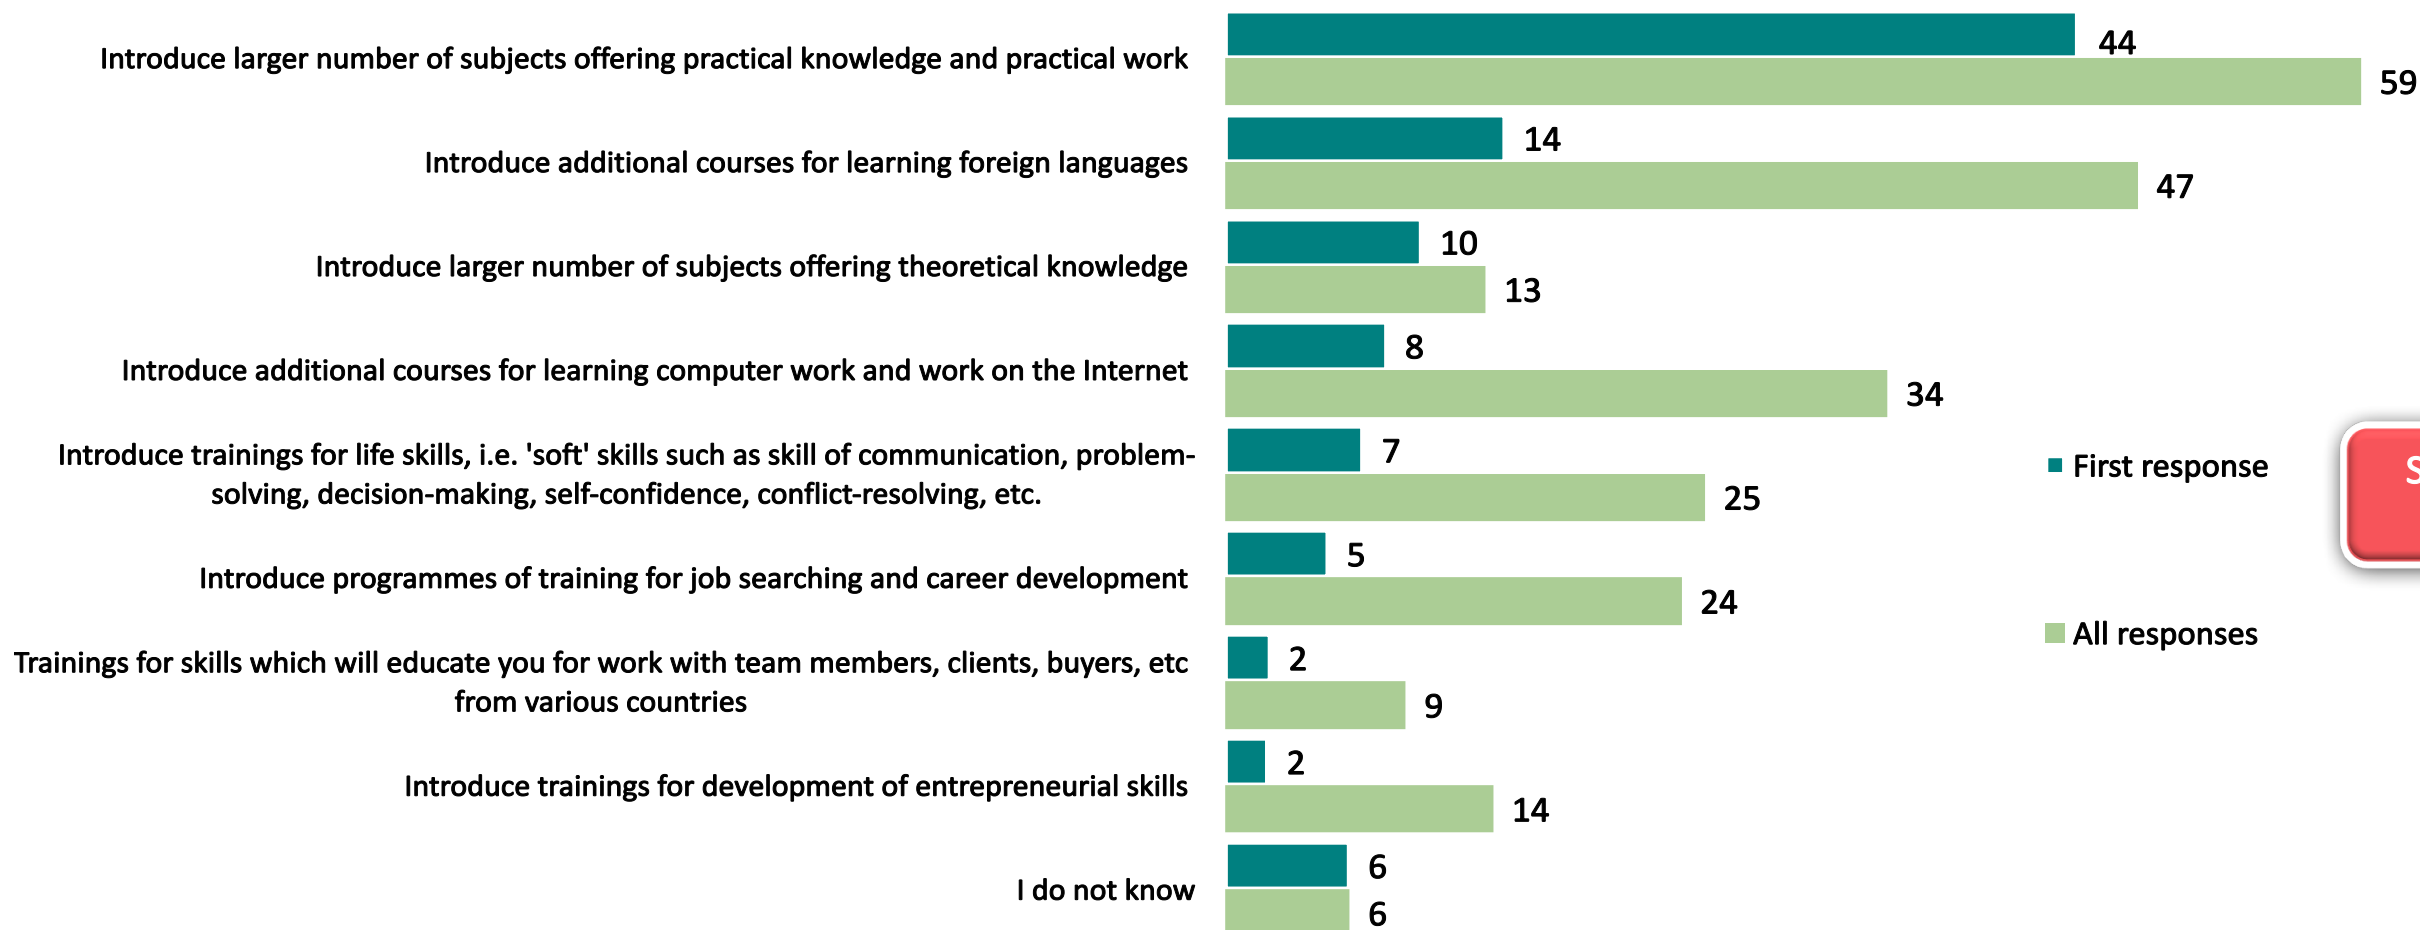 Introduce larger number of subjects offering practical knowledge and practical work
44
59
Introduce additional courses for learning foreign languages
14
47
Introduce larger number of subjects offering theoretical knowledge
10
13
Introduce additional courses for learning computer work and work on the Internet
8
34
Introduce trainings for life skills, i.e. 'soft' skills such as skill of communication, problem-
solving, decision-making, self-confidence, conflict-resolving, etc.
7
25
Introduce programmes of training for job searching and career development
5
24
Trainings for skills which will educate you for work with team members, clients, buyers, etc
from various countries
2
9
Introduce trainings for development of entrepreneurial skills
2
14
I do not know
6
6
First response
All responses